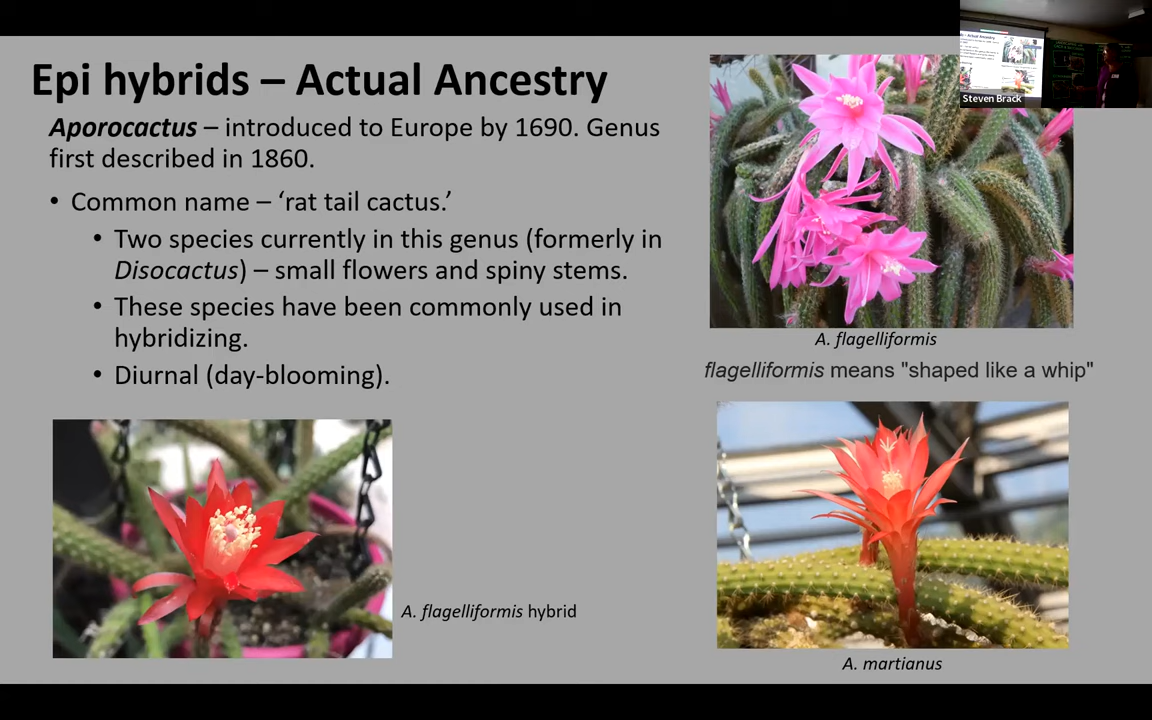 Epi hybrids – Actual Ancestry
Aporocactus – introduced to Europe by 1690. Genus
first described in 1860.
• Common name – ‘rat tail cactus.’
• Two species currently in this genus (formerly in
Disocactus) – small flowers and spiny stems.
• These species have been commonly used in
hybridizing.
• Diurnal (day-blooming).
A. flagelliformis hybrid
Steven Brack
A. flagelliformis
flagelliformis means "shaped like a whip"
A. martianus